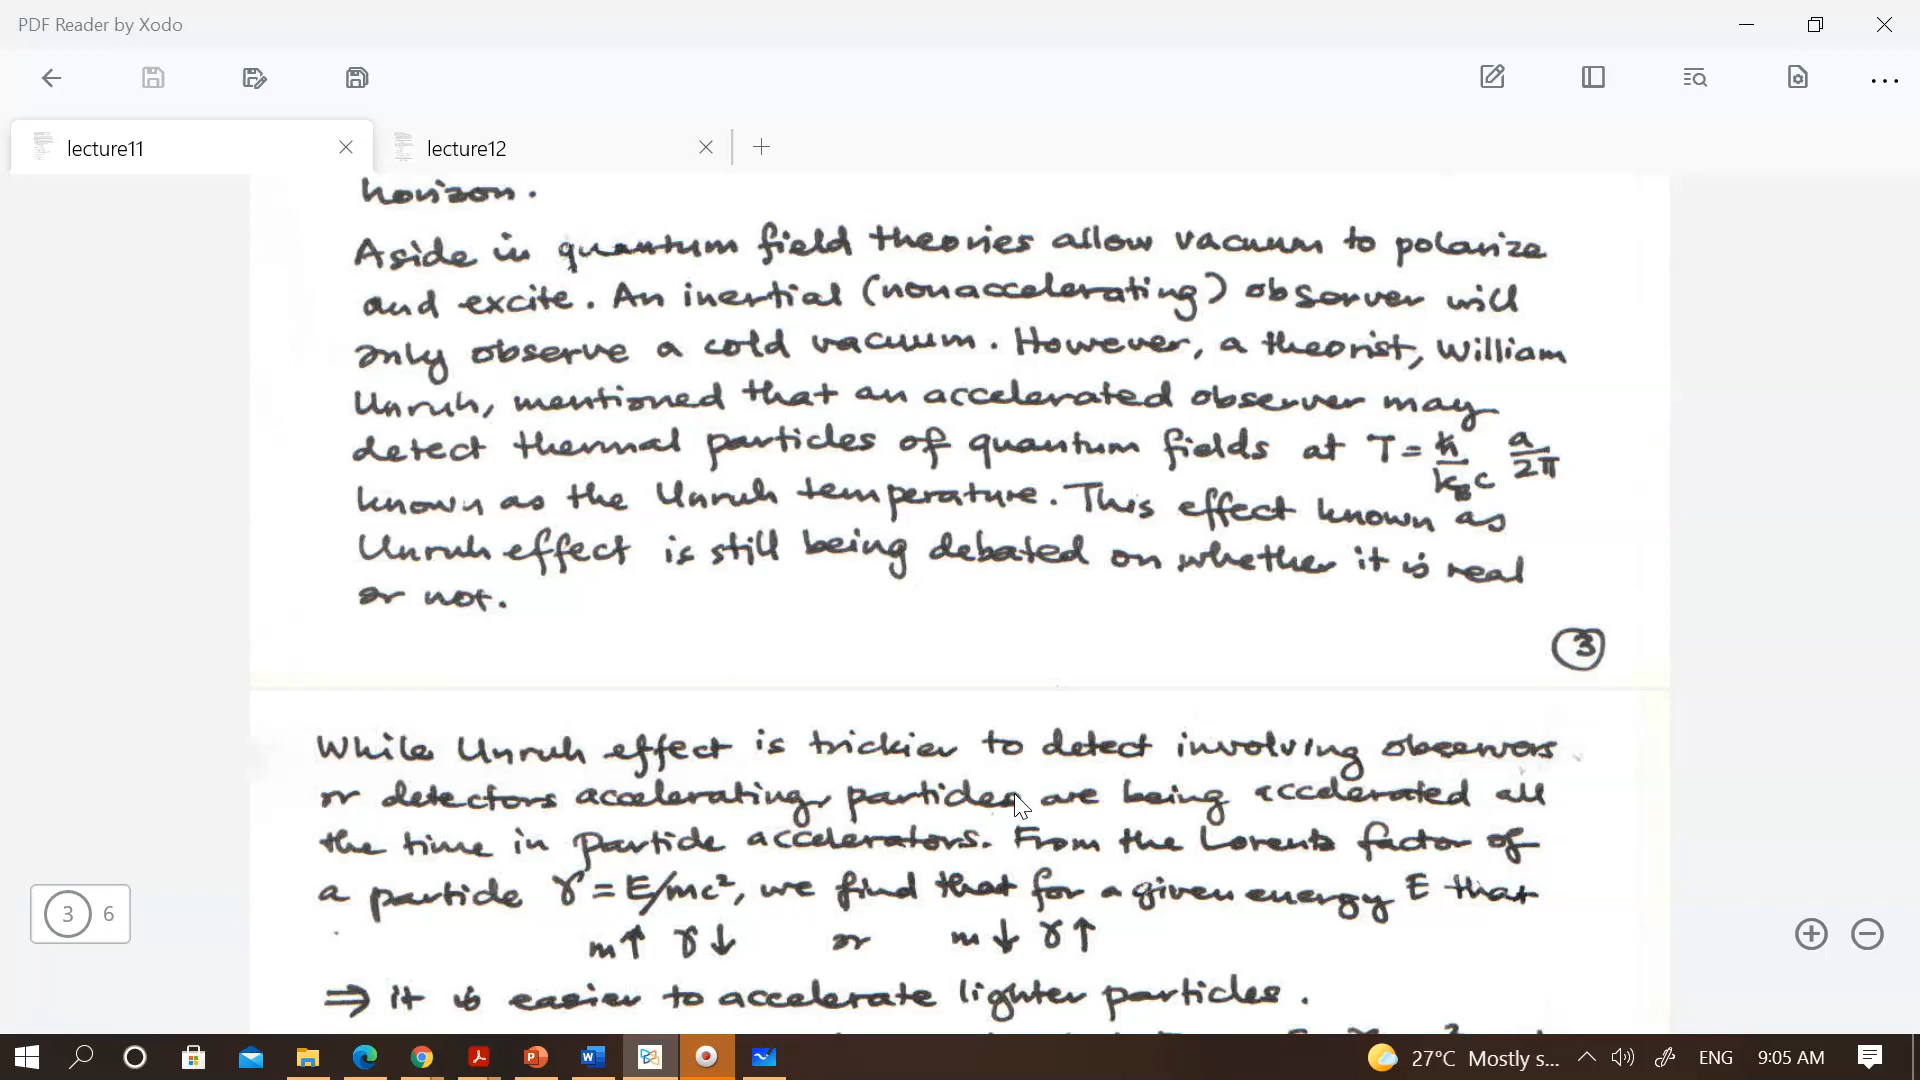 PDF Reader by Xodo
lecture11
lecture12
horizon.
Aside in quantum field theories allow vacuum to polarize
and excite. An inertial (nonaccelerating) observer will
only observe a cold vacuum. However, a theorist, William
Unruh, mentioned that an accelerated observer may
detect thermal particles of quantum fields at T = ħ/k_B c a/2π
known as the Unruh temperature. This effect known as
Unruh effect is still being debated on whether it is real
or not.
3
While Unruh effect is trickier to detect involving observers
or detectors accelerating, particles are being accelerated all
the time in particle accelerators. From the Lorentz factor of
a particle γ = E/mc², we find that for a given energy E that
m↑ γ↓ or m↓ γ↑
⇒ it is easier to accelerate lighter particles.
3 6
27°C Mostly s... ENG 9:05 AM